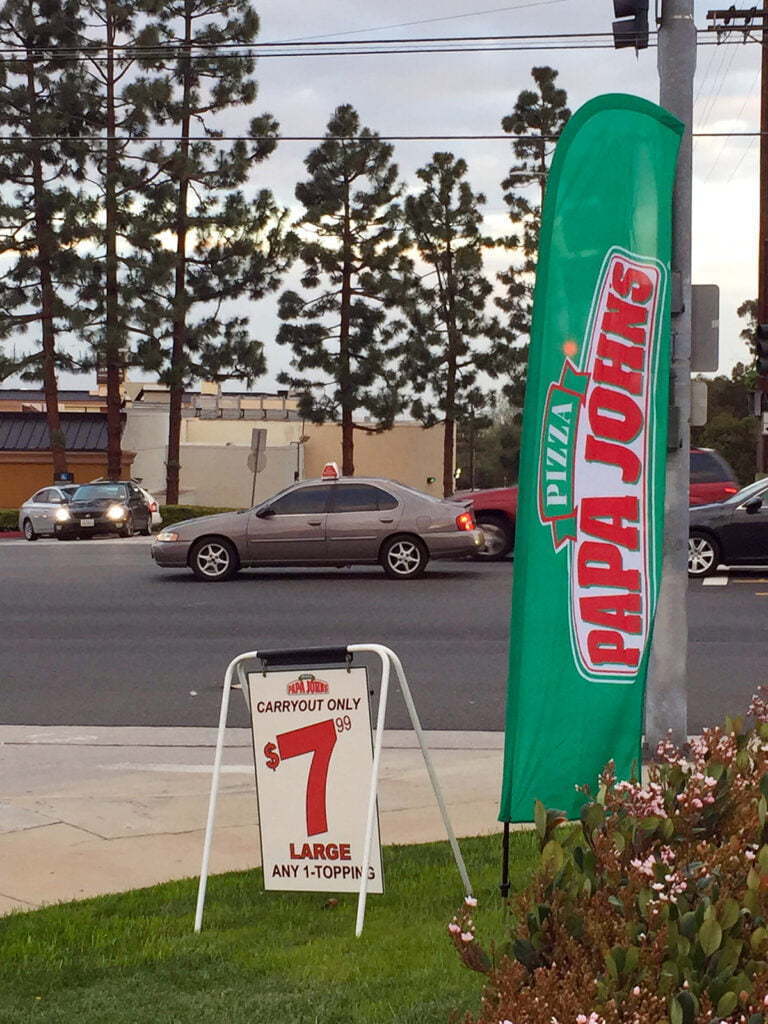 PIZZA
PAPA JOHNS
PAPA JOHNS
CARRYOUT ONLY
$7 99
LARGE
ANY 1-TOPPING